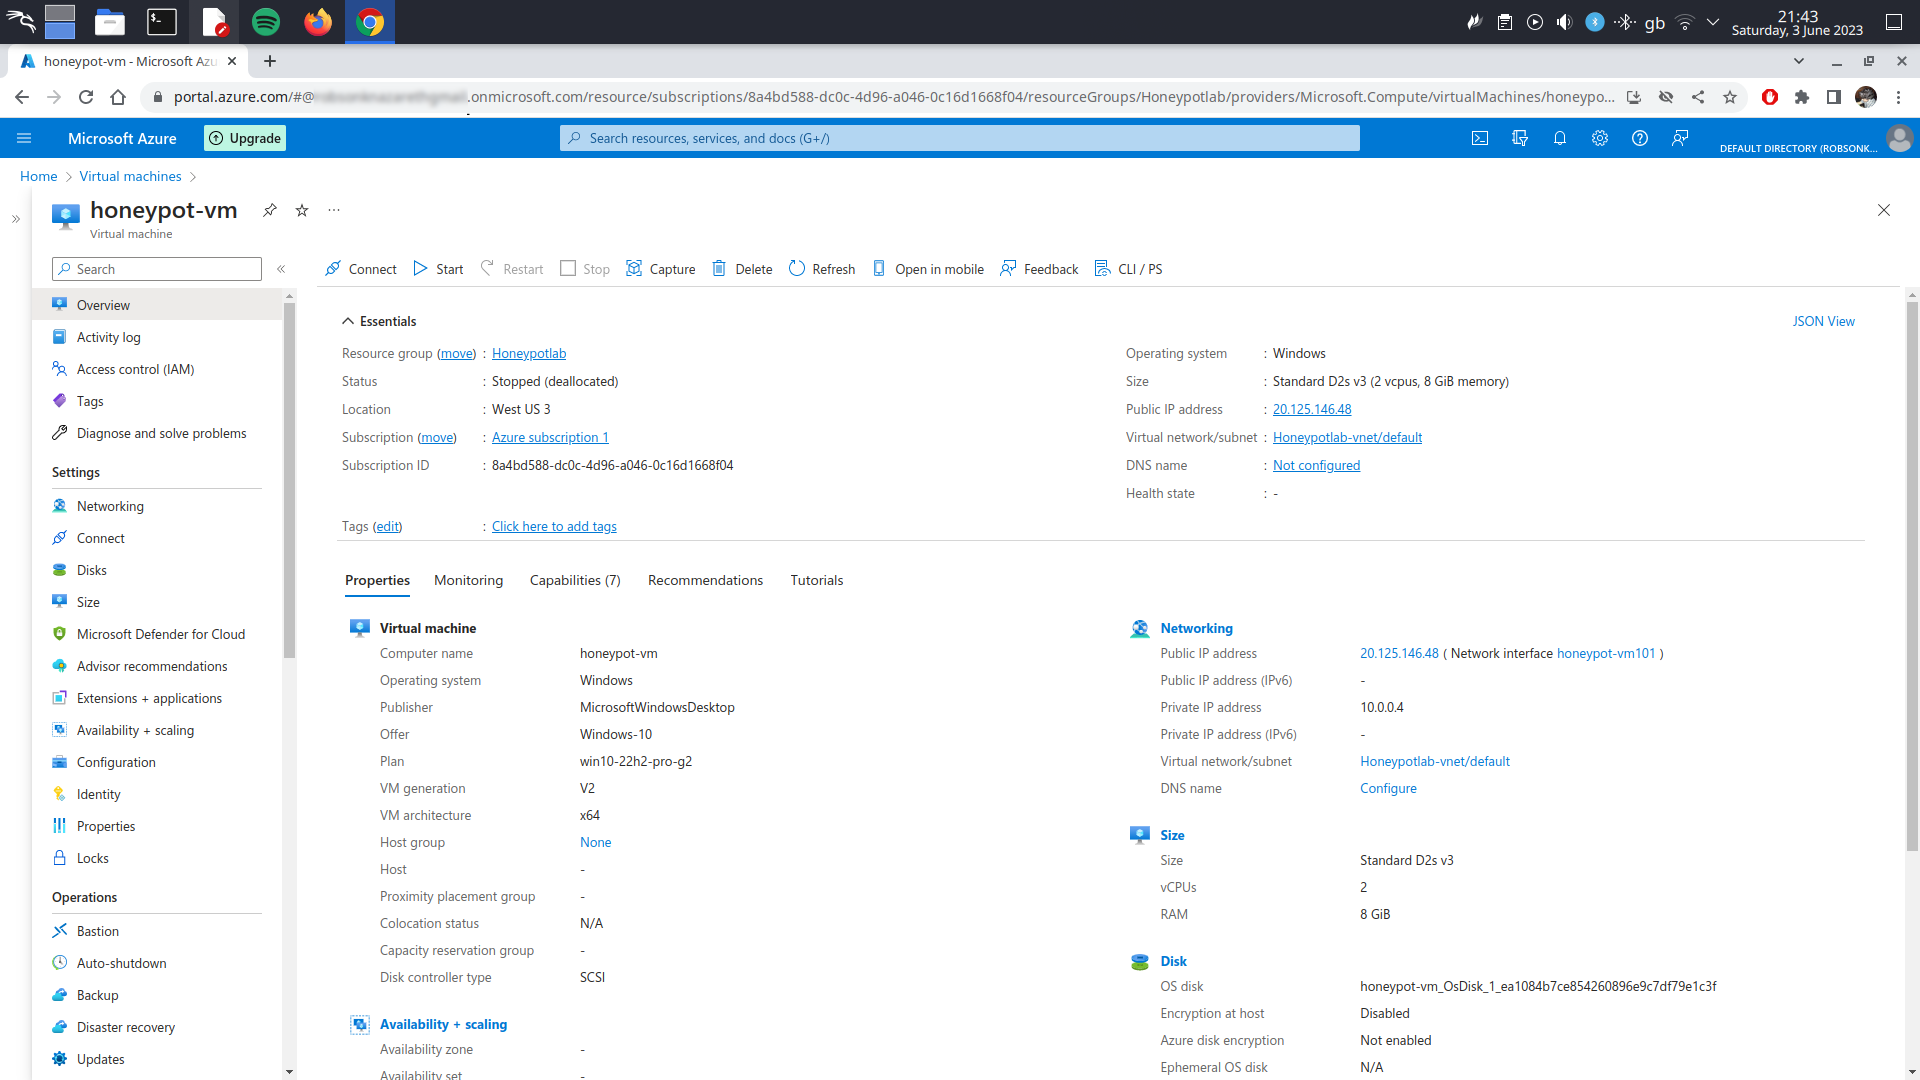 21:43
gb
Saturday, 3 June 2023
honeypot-vm - Microsoft Azu
portal.azure.com/#@ .onmicrosoft.com/resource/subscriptions/8a4bd588-dc0c-4d96-a046-0c16d1668f04/resourceGroups/Honeypotlab/providers/Microsoft.Compute/virtualMachines/honeypo...
Microsoft Azure
Upgrade
Search resources, services, and docs (G+/)
DEFAULT DIRECTORY (ROBSONK...
Home > Virtual machines >
honeypot-vm
Virtual machine
Search
Connect Start Restart Stop Capture Delete Refresh Open in mobile Feedback CLI / PS
Overview
Activity log
Access control (IAM)
Tags
Diagnose and solve problems
Settings
Networking
Connect
Disks
Size
Microsoft Defender for Cloud
Advisor recommendations
Extensions + applications
Availability + scaling
Configuration
Identity
Properties
Locks
Operations
Bastion
Auto-shutdown
Backup
Disaster recovery
Updates
Essentials
JSON View
Resource group (move) : Honeypotlab
Status : Stopped (deallocated)
Location : West US 3
Subscription (move) : Azure subscription 1
Subscription ID : 8a4bd588-dc0c-4d96-a046-0c16d1668f04
Tags (edit) : Click here to add tags
Operating system : Windows
Size : Standard D2s v3 (2 vcpus, 8 GiB memory)
Public IP address : 20.125.146.48
Virtual network/subnet : Honeypotlab-vnet/default
DNS name : Not configured
Health state : -
Properties Monitoring Capabilities (7) Recommendations Tutorials
Virtual machine
Computer name honeypot-vm
Operating system Windows
Publisher MicrosoftWindowsDesktop
Offer Windows-10
Plan win10-22h2-pro-g2
VM generation V2
VM architecture x64
Host group None
Host -
Proximity placement group -
Colocation status N/A
Capacity reservation group -
Disk controller type SCSI
Availability + scaling
Availability zone -
Availability set -
Networking
Public IP address 20.125.146.48 ( Network interface honeypot-vm101 )
Public IP address (IPv6) -
Private IP address 10.0.0.4
Private IP address (IPv6) -
Virtual network/subnet Honeypotlab-vnet/default
DNS name Configure
Size
Size Standard D2s v3
vCPUs 2
RAM 8 GiB
Disk
OS disk honeypot-vm_OsDisk_1_ea1084b7ce854260896e9c7df79e1c3f
Encryption at host Disabled
Azure disk encryption Not enabled
Ephemeral OS disk N/A